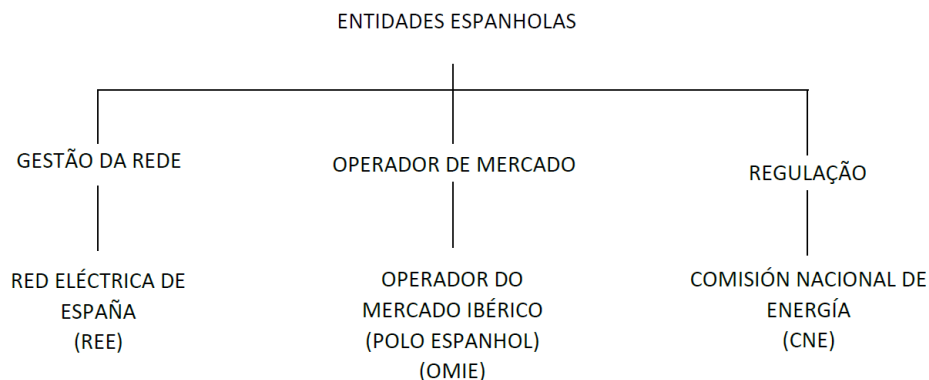 ENTIDADES ESPANHOLAS
GESTÃO DA REDE
OPERADOR DE MERCADO
REGULAÇÃO
RED ELÉCTRICA DE
ESPAÑA
(REE)
OPERADOR DO
MERCADO IBÉRICO
(POLO ESPANHOL)
(OMIE)
COMISIÓN NACIONAL DE
ENERGÍA
(CNE)